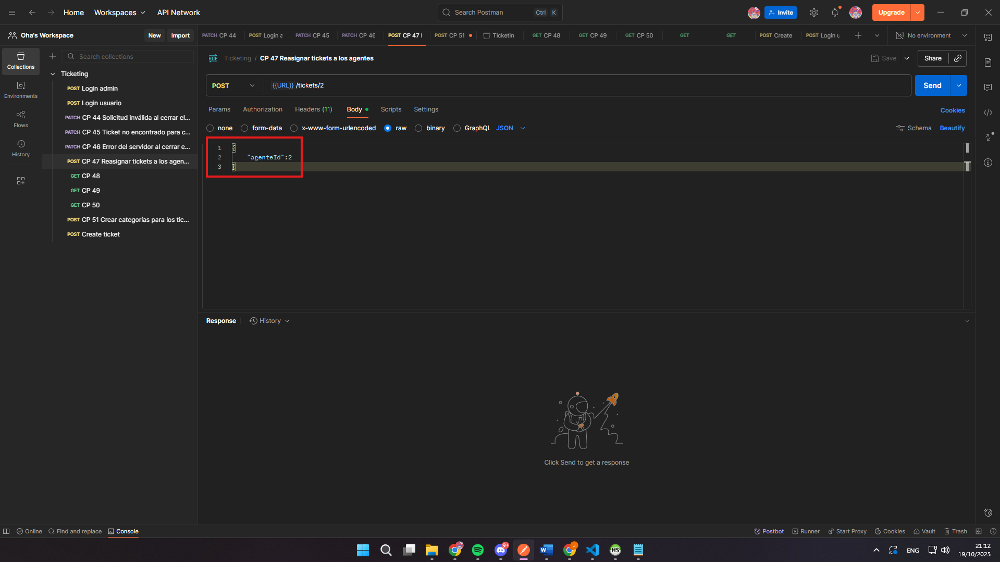 Home Workspaces API Network
Search Postman Ctrl K
Invite
Upgrade
Oha's Workspace New Import
PATCH CP 44 POST Login a PATCH CP 45 PATCH CP 46 POST CP 47 POST CP 51 Ticketin GET CP 48 GET CP 49 GET CP 50 GET GET POST Create POST Login u No environment
Collections
Environments
Flows
History
Search collections
Ticketing
POST Login admin
POST Login usuario
PATCH CP 44 Solicitud inválida al cerrar el...
PATCH CP 45 Ticket no encontrado para c...
PATCH CP 46 Error del servidor al cerrar e...
POST CP 47 Reasignar tickets a los agen...
GET CP 48
GET CP 49
GET CP 50
POST CP 51 Crear categorías para los tic...
POST Create ticket
HTTP Ticketing / CP 47 Reasignar tickets a los agentes
Save Share
POST {{URL}} /tickets/2 Send
Params Authorization Headers (11) Body Scripts Settings Cookies
none form-data x-www-form-urlencoded raw binary GraphQL JSON Schema Beautify
1 {
2 "agenteId":2
3 }
Response History
Click Send to get a response
Online Find and replace Console
Postbot Runner Start Proxy Cookies Vault Trash
9+
J
W
HS
ENG
21:12
19/10/2025